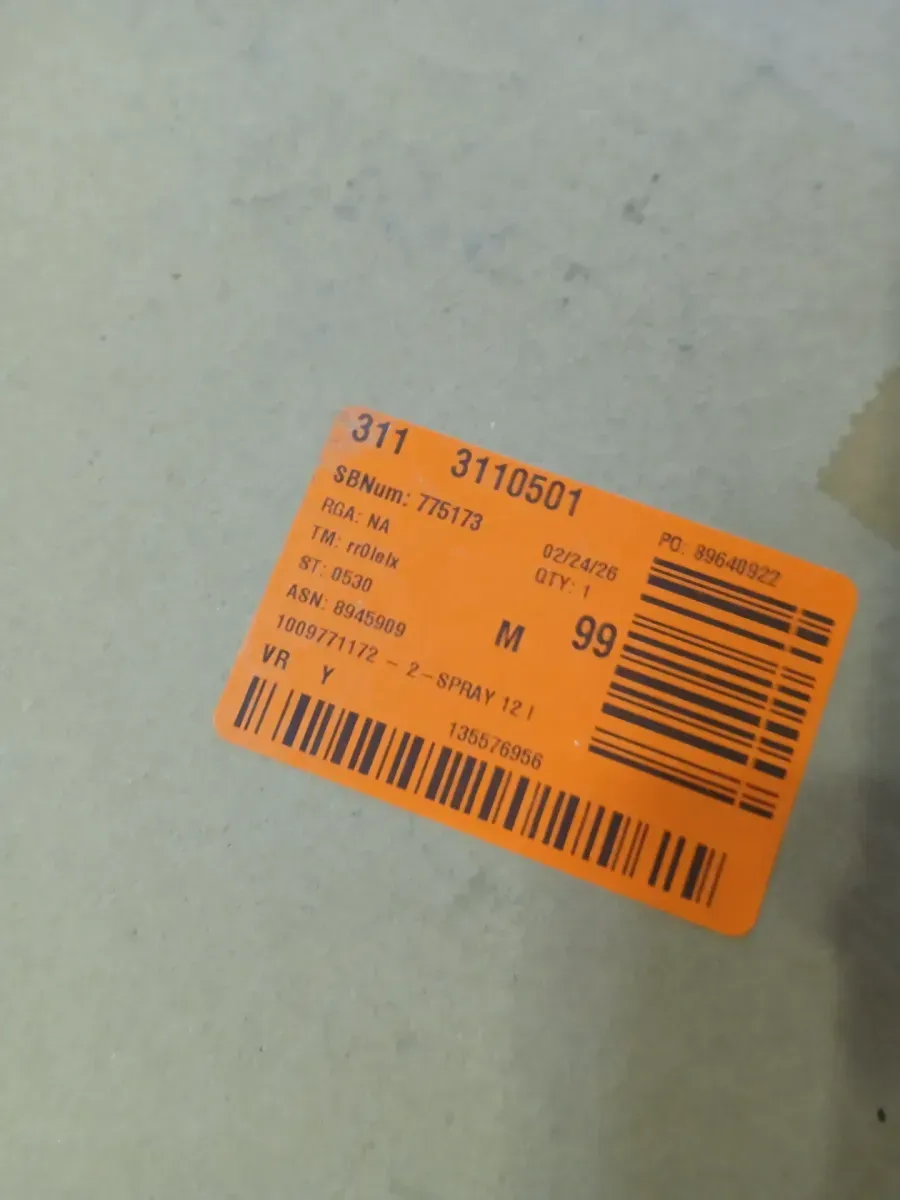 311 3110501
SBNum: 775173
RGA: NA
02/24/26
PO: 89640922
TM:
QTY: 1
ST: 0530
ASN: 8945909
M 99
1009771172 - 2-SPRAY 12 I
VR Y
135576956